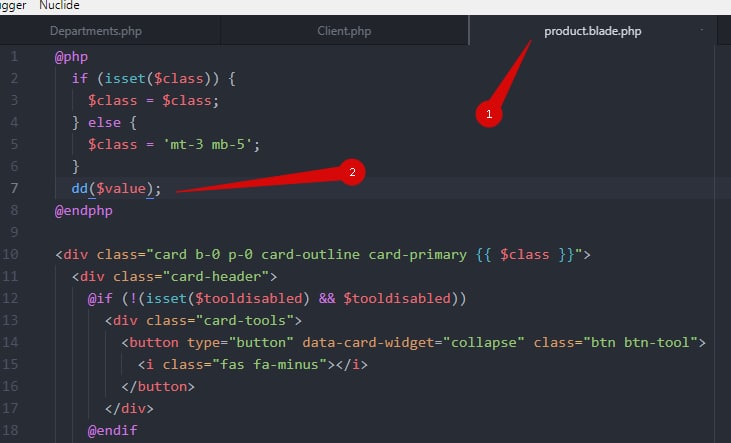 gger   Nuclide
Departments.php   Client.php   product.blade.php
1 @php
2   if (isset($class)) {
3     $class = $class;
4   } else {
5     $class = 'mt-3 mb-5';
6   }
7   dd($value);
8 @endphp
9
10 <div class="card b-0 p-0 card-outline card-primary {{ $class }}">
11   <div class="card-header">
12     @if (!(isset($tooldisabled) && $tooldisabled))
13       <div class="card-tools">
14         <button type="button" data-card-widget="collapse" class="btn btn-tool">
15           <i class="fas fa-minus"></i>
16         </button>
17       </div>
18     @endif
1
2